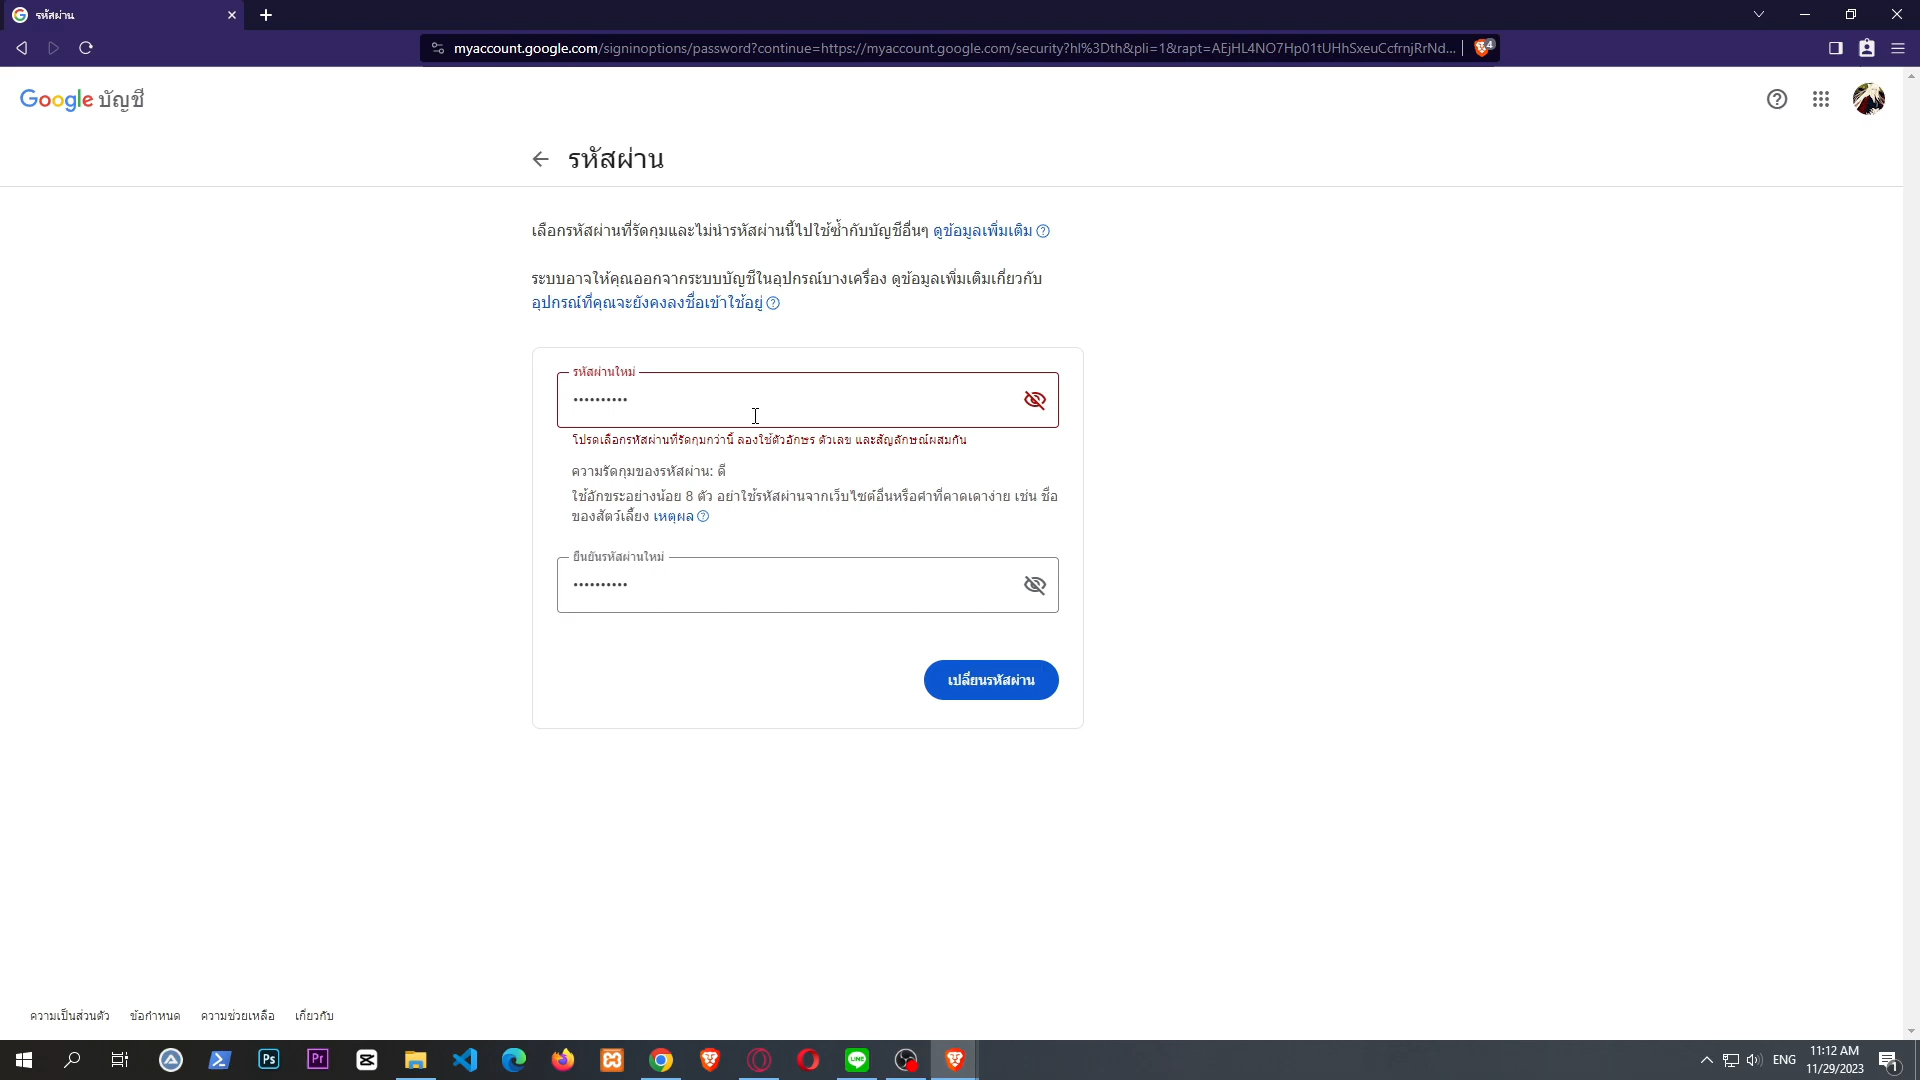 รหัสผ่าน
myaccount.google.com/signinoptions/password?continue=https://myaccount.google.com/security?hl%3Dth&pli=1&rapt=AEjHL4NO7Hp01tUHhSxeuCcfrnjRrNd...
4
Google บัญชี
รหัสผ่าน
เลือกรหัสผ่านที่รัดกุมและไม่นำรหัสผ่านนี้ไปใช้ซ้ำกับบัญชีอื่นๆ ดูข้อมูลเพิ่มเติม
ระบบอาจให้คุณออกจากระบบบัญชีในอุปกรณ์บางเครื่อง ดูข้อมูลเพิ่มเติมเกี่ยวกับ
อุปกรณ์ที่คุณจะยังคงลงชื่อเข้าใช้อยู่
รหัสผ่านใหม่
โปรดเลือกรหัสผ่านที่รัดกุมกว่านี้ ลองใช้ตัวอักษร ตัวเลข และสัญลักษณ์ผสมกัน
ความรัดกุมของรหัสผ่าน: ดี
ใช้อักขระอย่างน้อย 8 ตัว อย่าใช้รหัสผ่านจากเว็บไซต์อื่นหรือคำที่คาดเดาง่าย เช่น ชื่อ
ของสัตว์เลี้ยง เหตุผล
ยืนยันรหัสผ่านใหม่
เปลี่ยนรหัสผ่าน
ความเป็นส่วนตัว ข้อกำหนด ความช่วยเหลือ เกี่ยวกับ
Ps
Pr
LINE
ENG
11:12 AM
11/29/2023
1